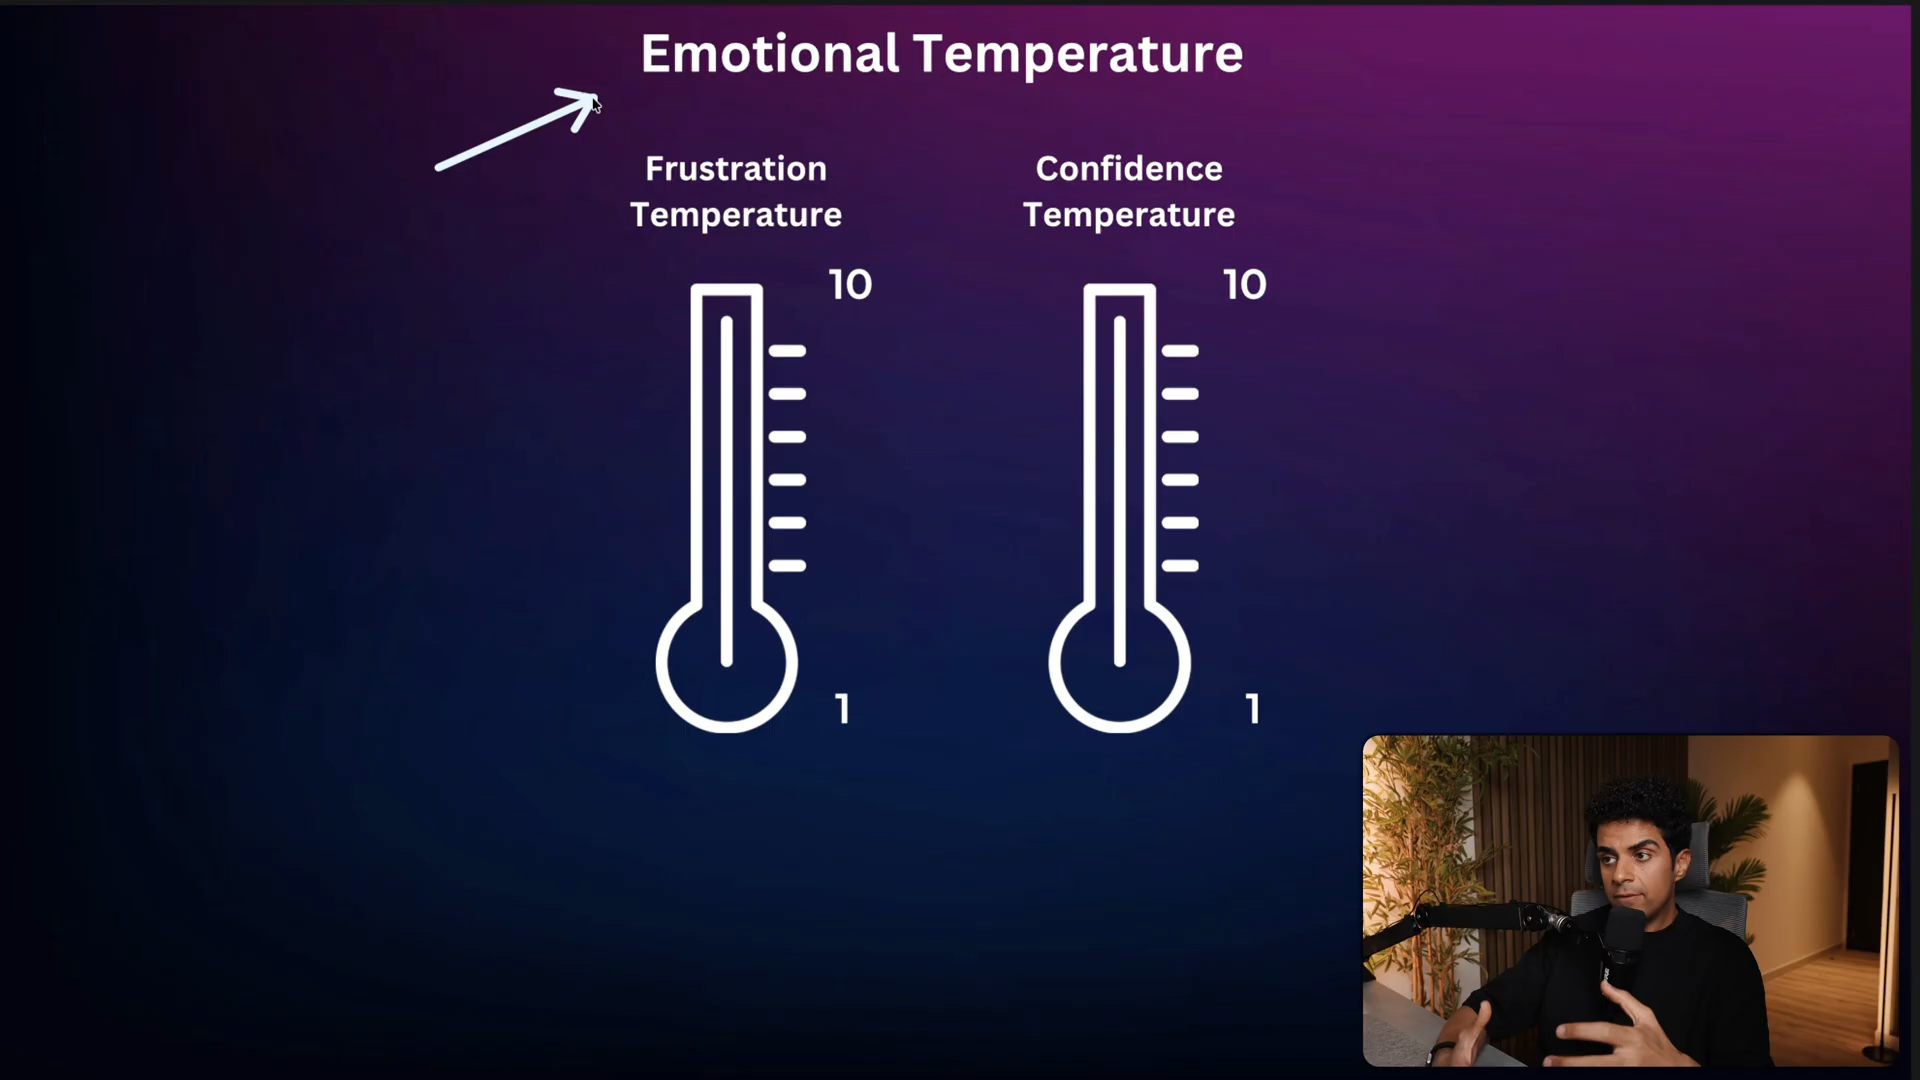 Emotional Temperature
Frustration
Temperature
Confidence
Temperature
10
10
1
1